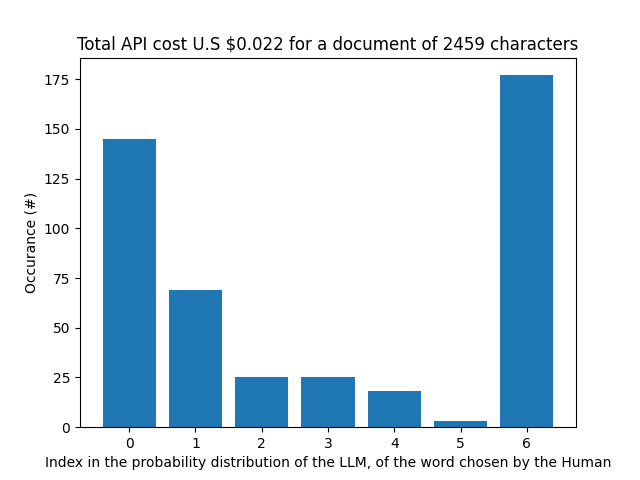 Total API cost U.S $0.022 for a document of 2459 characters
175
150
125
100
75
50
25
0
Occurance (#)
0 1 2 3 4 5 6
Index in the probability distribution of the LLM, of the word chosen by the Human